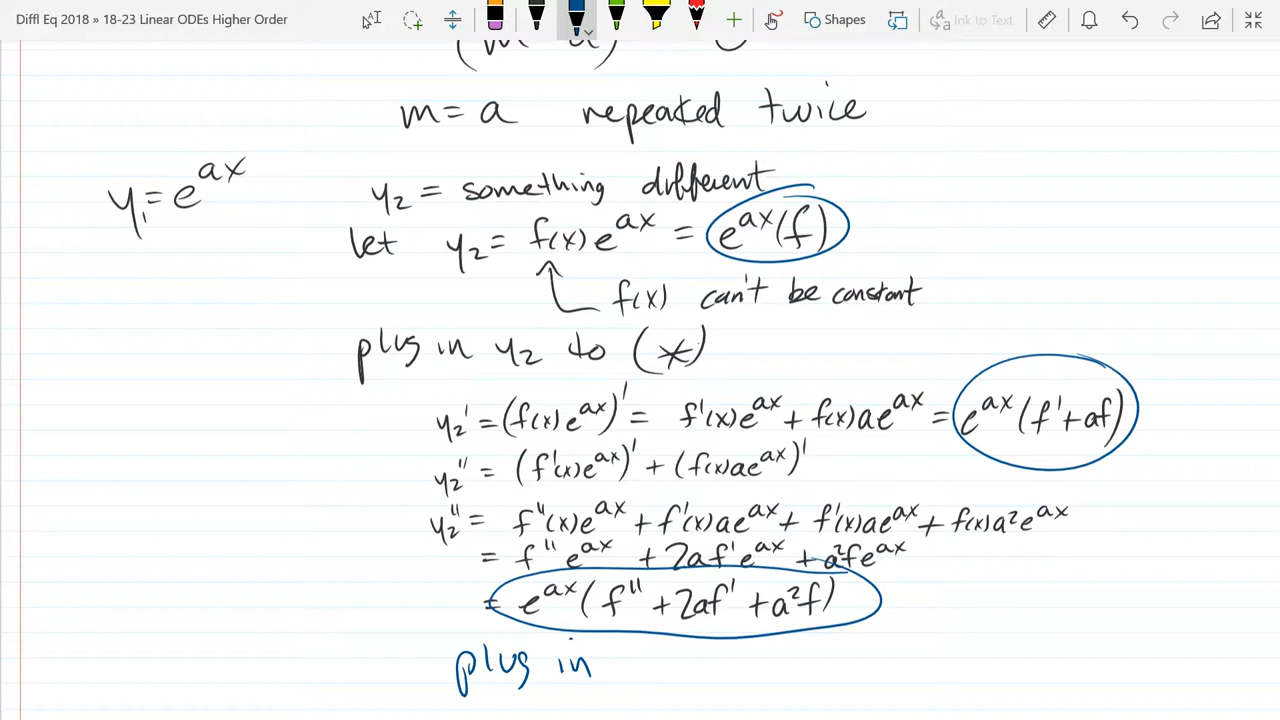 Diffl Eq 2018 » 18-23 Linear ODEs Higher Order
Shapes
Ink to Text
m = a repeated twice
y₁ = e^{ax}
y₂ = something different
let y₂ = f(x)e^{ax} = e^{ax}(f)
f(x) can't be constant
plug in y₂ to (*)
y₂' = (f(x)e^{ax})' = f'(x)e^{ax} + f(x)ae^{ax} = e^{ax}(f' + af)
y₂'' = (f'(x)e^{ax})' + (f(x)ae^{ax})'
y₂'' = f''(x)e^{ax} + f'(x)ae^{ax} + f'(x)ae^{ax} + f(x)a²e^{ax}
= f''e^{ax} + 2af'e^{ax} + a²fe^{ax}
= e^{ax}(f'' + 2af' + a²f)
plug in